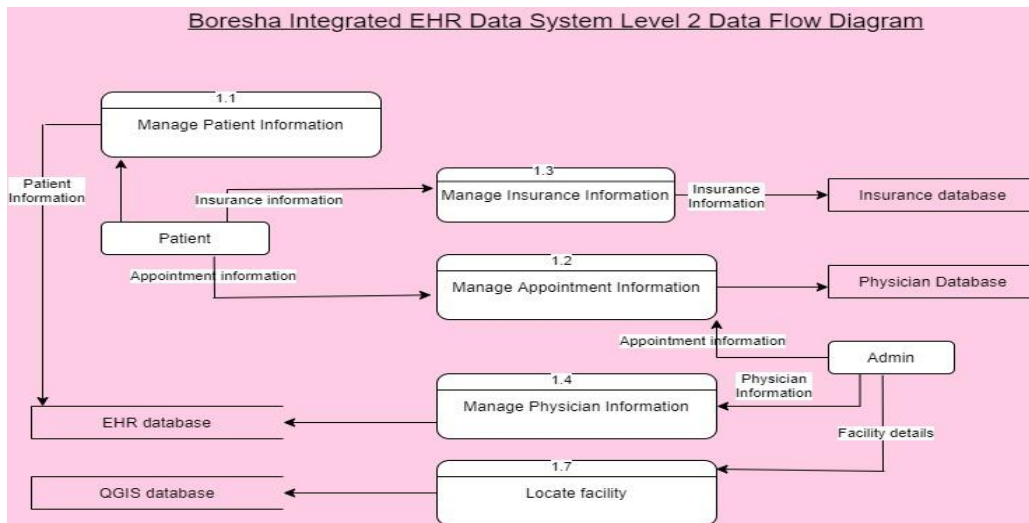 Boresha Integrated EHR Data System Level 2 Data Flow Diagram
1.1
Manage Patient Information
Patient
Information
1.3
Manage Insurance Information
Insurance
Information
Insurance database
Insurance information
Patient
Appointment information
1.2
Manage Appointment Information
Physician Database
Appointment information
Admin
1.4
Manage Physician Information
Physician
Information
EHR database
Facility details
1.7
Locate facility
QGIS database